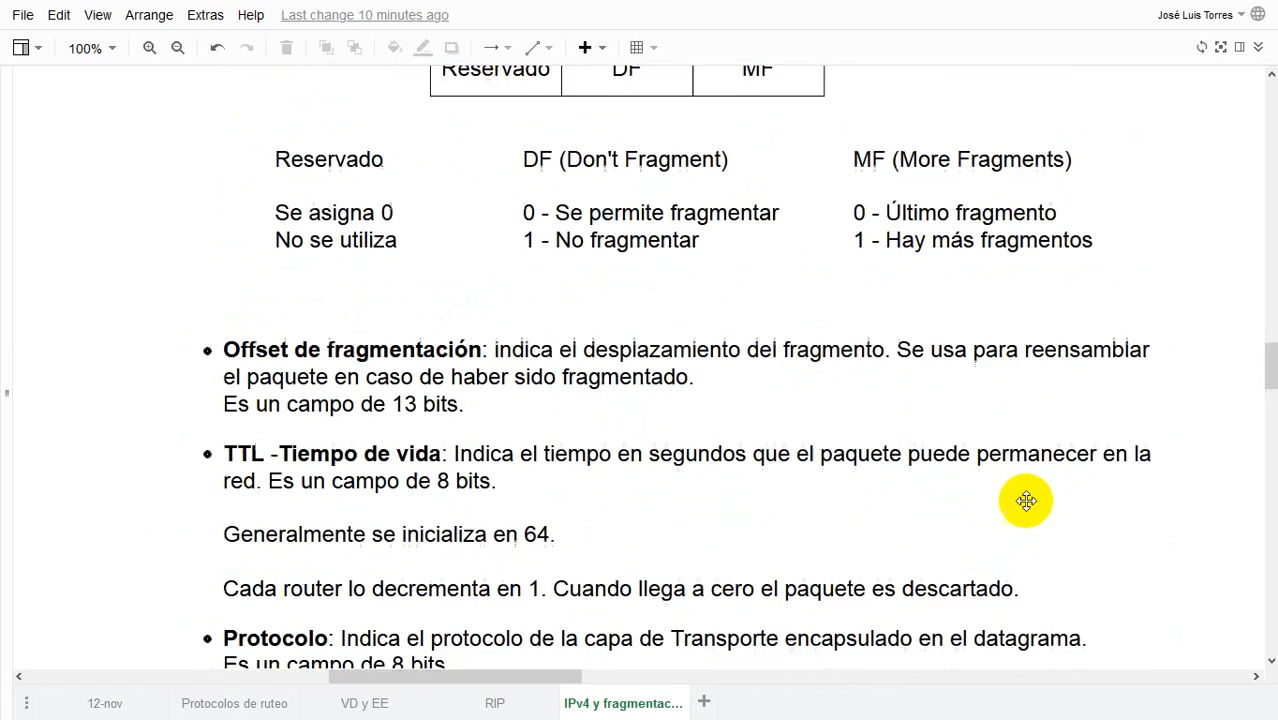 File Edit View Arrange Extras Help Last change 10 minutes ago José Luis Torres
100%
Reservado DF MF
Reservado DF (Don't Fragment) MF (More Fragments)
Se asigna 0 0 - Se permite fragmentar 0 - Último fragmento
No se utiliza 1 - No fragmentar 1 - Hay más fragmentos
Offset de fragmentación: indica el desplazamiento del fragmento. Se usa para reensamblar
el paquete en caso de haber sido fragmentado.
Es un campo de 13 bits.
TTL -Tiempo de vida: Indica el tiempo en segundos que el paquete puede permanecer en la
red. Es un campo de 8 bits.
Generalmente se inicializa en 64.
Cada router lo decrementa en 1. Cuando llega a cero el paquete es descartado.
Protocolo: Indica el protocolo de la capa de Transporte encapsulado en el datagrama.
Es un campo de 8 bits
12-nov Protocolos de ruteo VD y EE RIP IPv4 y fragmentac...